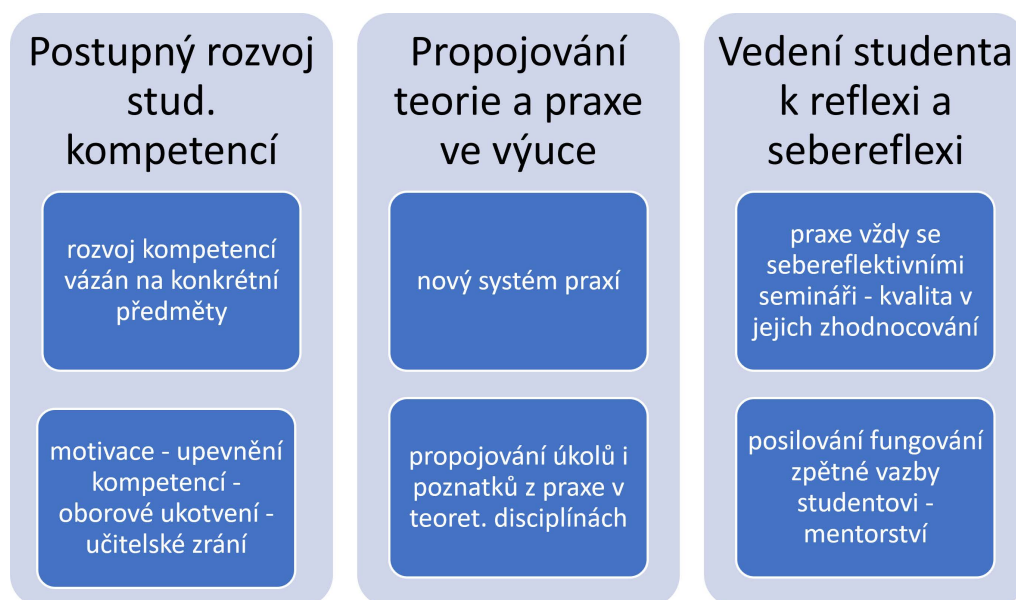 Postupný rozvoj
stud.
kompetencí
rozvoj kompetencí
vázán na konkrétní
předměty
motivace - upevnění
kompetencí -
oborové ukotvení -
učitelské zrání
Propojování
teorie a praxe
ve výuce
nový systém praxí
propojování úkolů i
poznatků z praxe v
teoret. disciplínách
Vedení studenta
k reflexi a
sebereflexi
praxe vždy se
sebereflektivními
semináři - kvalita v
jejich zhodnocování
posilování fungování
zpětné vazby
studentovi -
mentorství